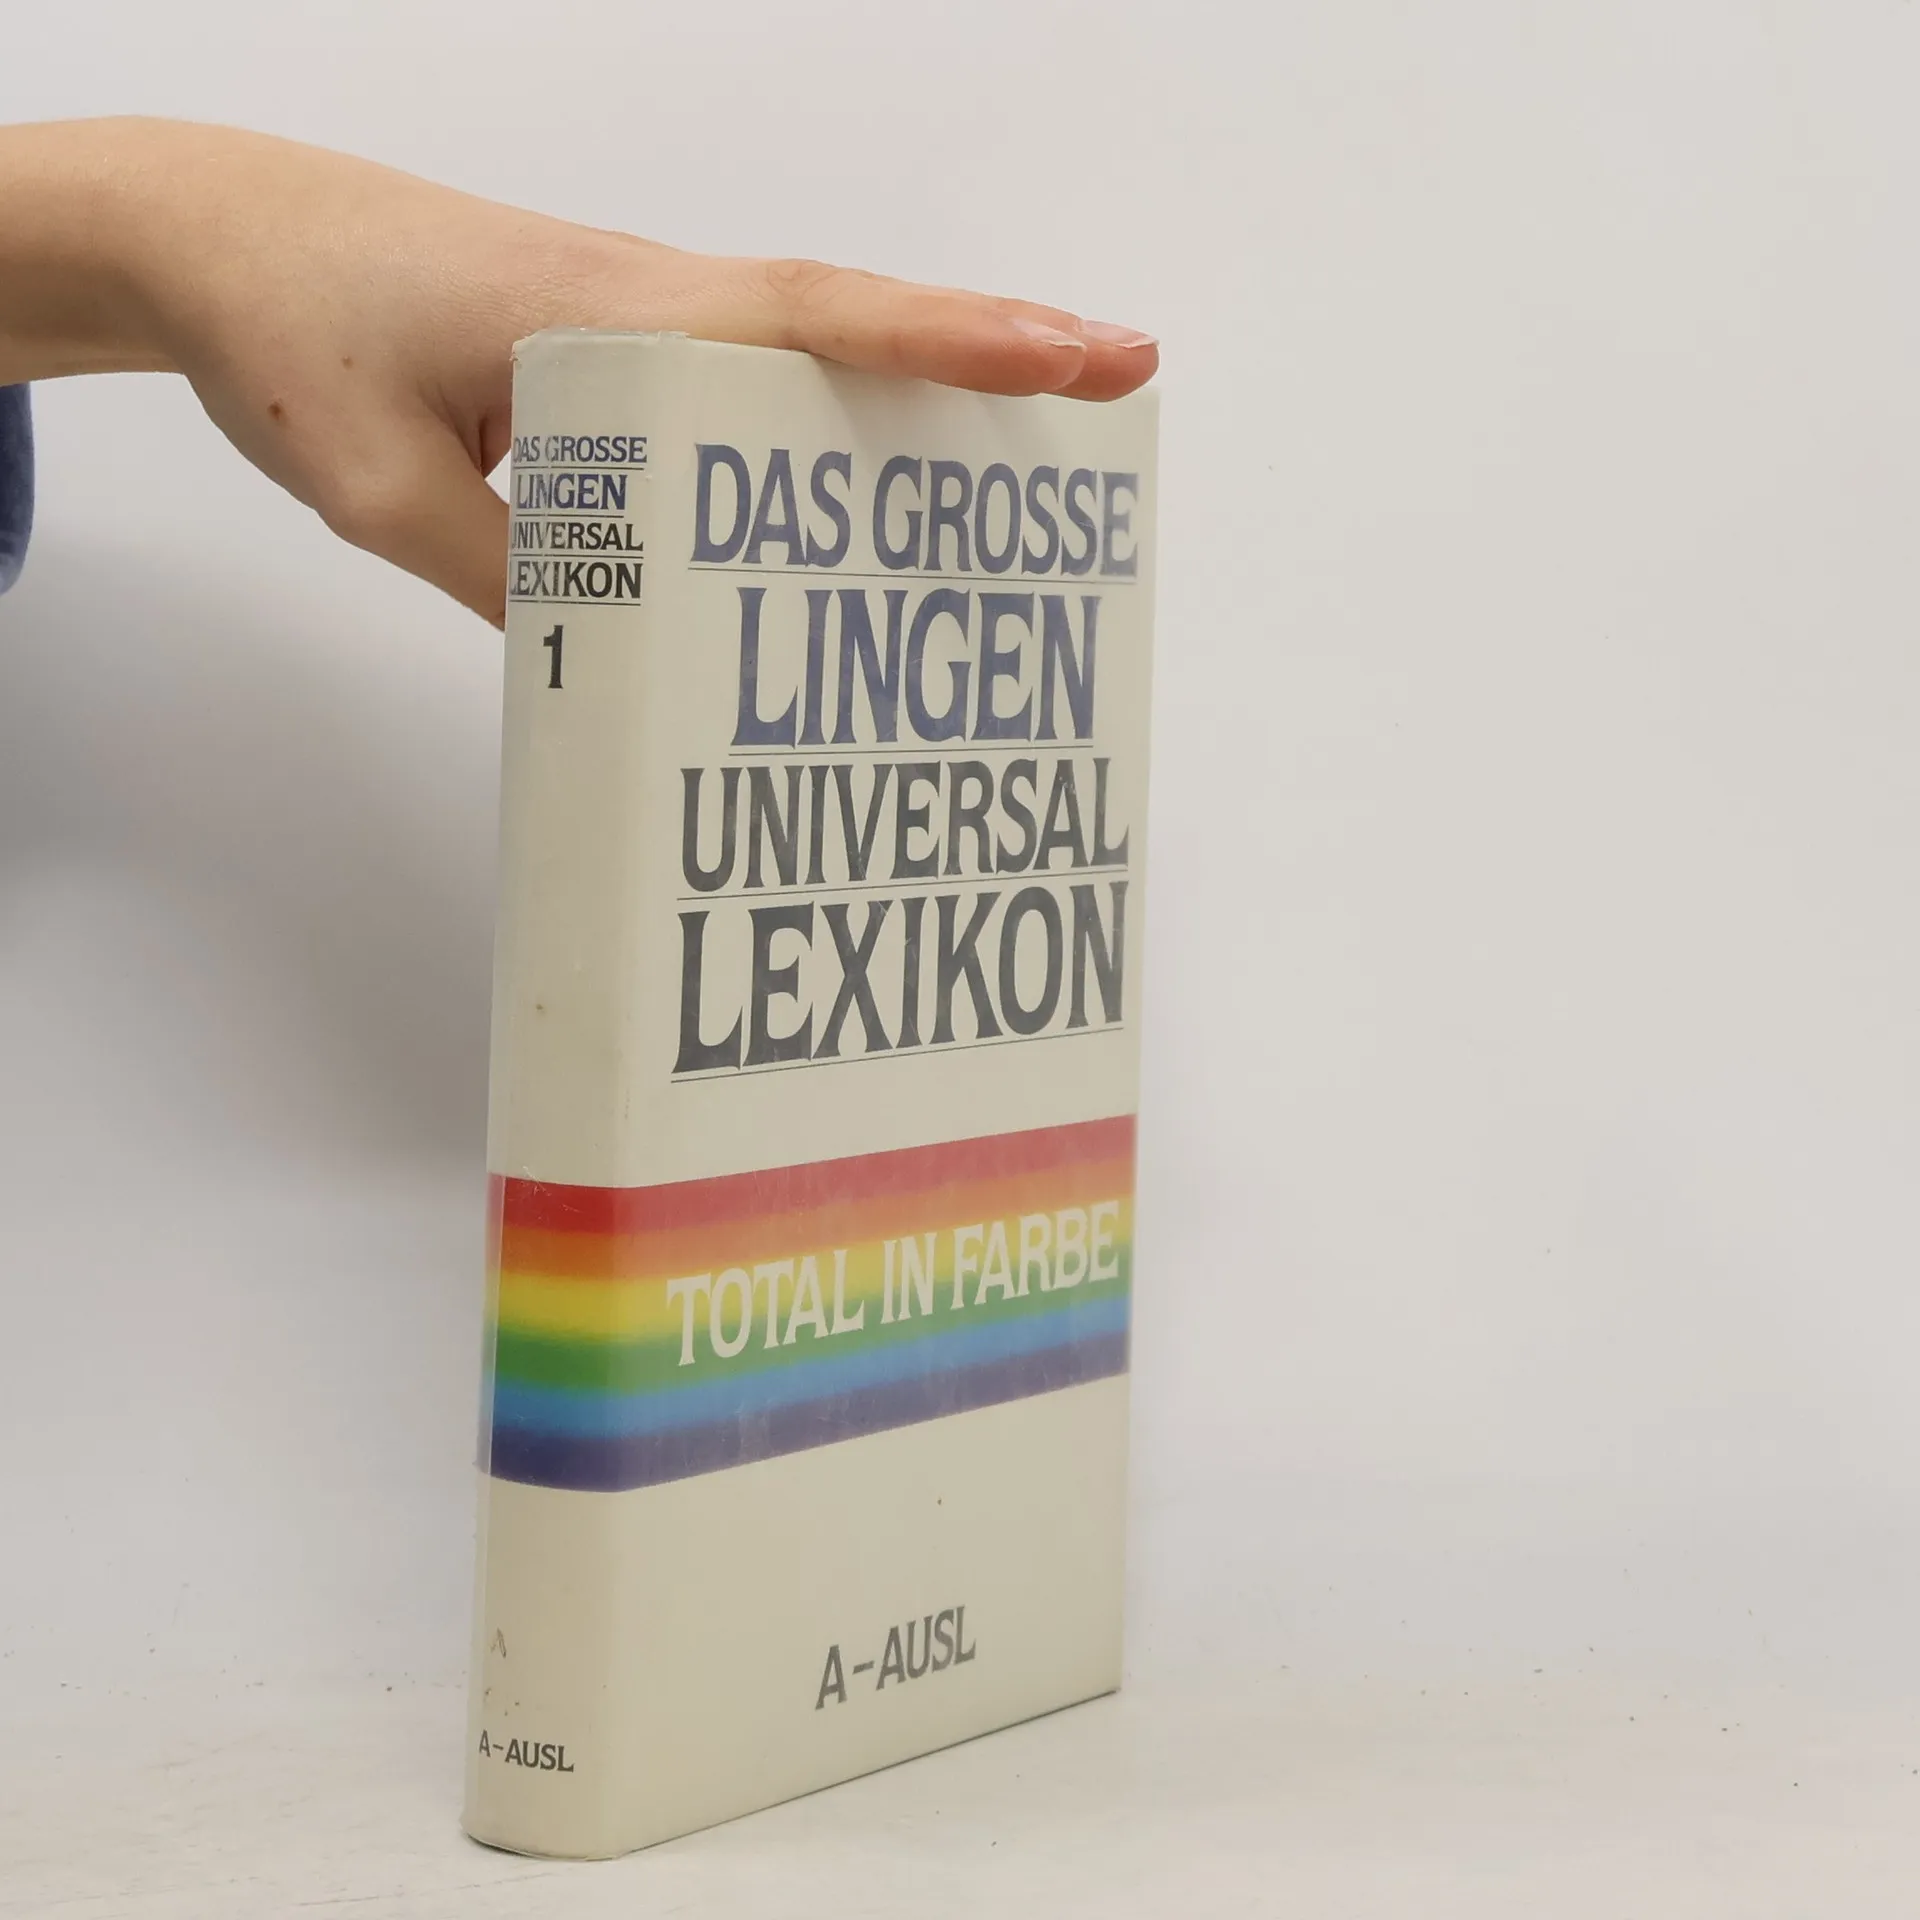 DAS GROSSE
LINGEN
UNIVERSAL
LEXIKON
1
A-AUSL
DAS GROSSE
LINGEN
UNIVERSAL
LEXIKON
TOTAL IN FARBE
A-AUSL